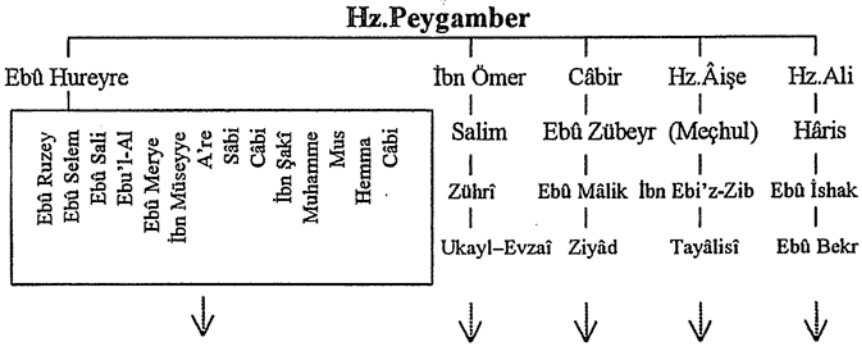 Hz.Peygamber
Ebû Hureyre İbn Ömer Câbir Hz.Âişe Hz.Ali
Ebû Ruzey
Ebû Selem
Ebû Sali
Ebu'l-Al
Ebû Merye
İbn Müseyye
A're
Sâbi
Câbi
İbn Şakî
Muhamme
Mus
Hemma
Câbi
Salim Ebû Zübeyr (Meçhul) Hâris
Zührî Ebû Mâlik İbn Ebi'z-Zib Ebû İshak
Ukayl–Evzaî Ziyâd Tayâlisî Ebû Bekr